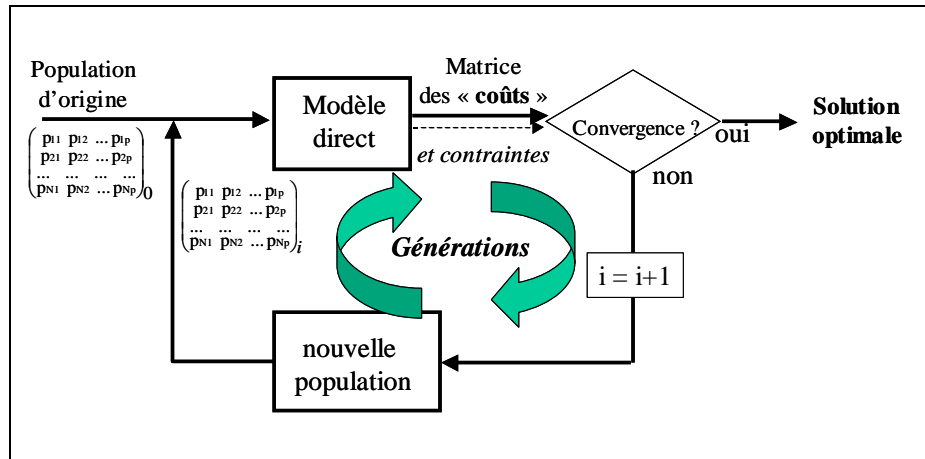 Population
d'origine
p11 p12 ... p1p
p21 p22 ... p2p
... ... ... ...
pN1 pN2 ... pNp
0
Modèle
direct
Matrice
des « coûts »
et contraintes
Convergence ?
oui
Solution
optimale
non
p11 p12 ... p1p
p21 p22 ... p2p
... ... ... ...
pN1 pN2 ... pNp
i
Générations
i = i+1
nouvelle
population